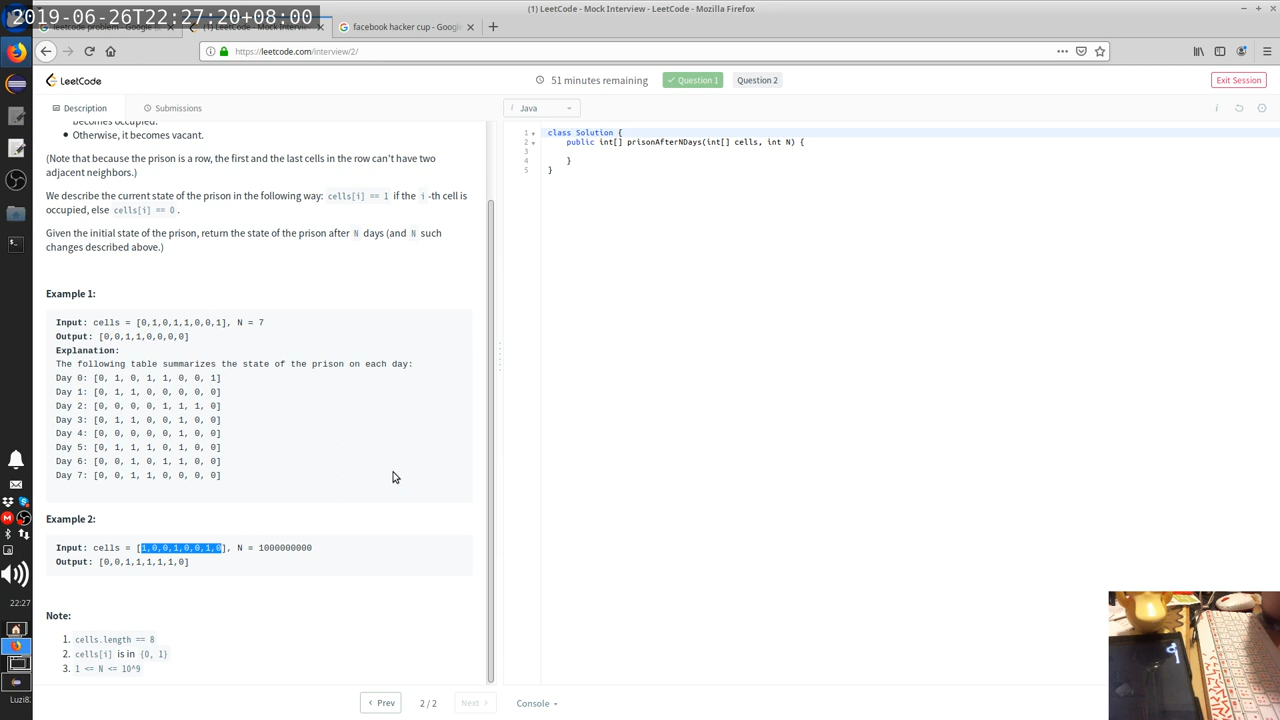 2019-06-26T22:27:20+08:00
(1) LeetCode - Mock Interview - LeetCode - Mozilla Firefox
leetcode problem - Google
(1) LeetCode - Mock Intervi
facebook hacker cup - Googl
https://leetcode.com/interview/2/
LeetCode
51 minutes remaining
Question 1
Question 2
Exit Session
Description
Submissions
becomes occupied.
Otherwise, it becomes vacant.
(Note that because the prison is a row, the first and the last cells in the row can't have two
adjacent neighbors.)
We describe the current state of the prison in the following way: cells[i] == 1 if the i -th cell is
occupied, else cells[i] == 0 .
Given the initial state of the prison, return the state of the prison after N days (and N such
changes described above.)
Example 1:
Input: cells = [0,1,0,1,1,0,0,1], N = 7
Output: [0,0,1,1,0,0,0,0]
Explanation:
The following table summarizes the state of the prison on each day:
Day 0: [0, 1, 0, 1, 1, 0, 0, 1]
Day 1: [0, 1, 1, 0, 0, 0, 0, 0]
Day 2: [0, 0, 0, 0, 1, 1, 1, 0]
Day 3: [0, 1, 1, 0, 0, 1, 0, 0]
Day 4: [0, 0, 0, 0, 0, 1, 0, 0]
Day 5: [0, 1, 1, 1, 0, 1, 0, 0]
Day 6: [0, 0, 1, 0, 1, 1, 0, 0]
Day 7: [0, 0, 1, 1, 0, 0, 0, 0]
Example 2:
Input: cells = [1,0,0,1,0,0,1,0], N = 1000000000
Output: [0,0,1,1,1,1,1,0]
Note:
1. cells.length == 8
2. cells[i] is in {0, 1}
3. 1 <= N <= 10^9
Prev
2 / 2
Next
Java
1 class Solution {
2 public int[] prisonAfterNDays(int[] cells, int N) {
3
4 }
5 }
Console
22:27
Luzi8
9